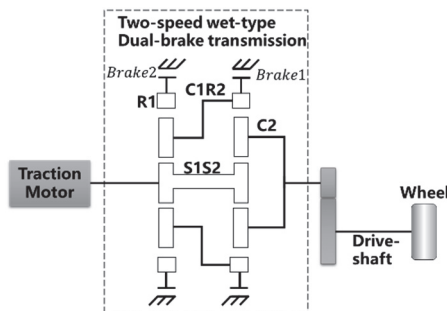 Two-speed wet-type
Dual-brake transmission
Brake2
Brake1
R1
C1R2
C2
S1S2
Traction
Motor
Wheel
Drive-
shaft